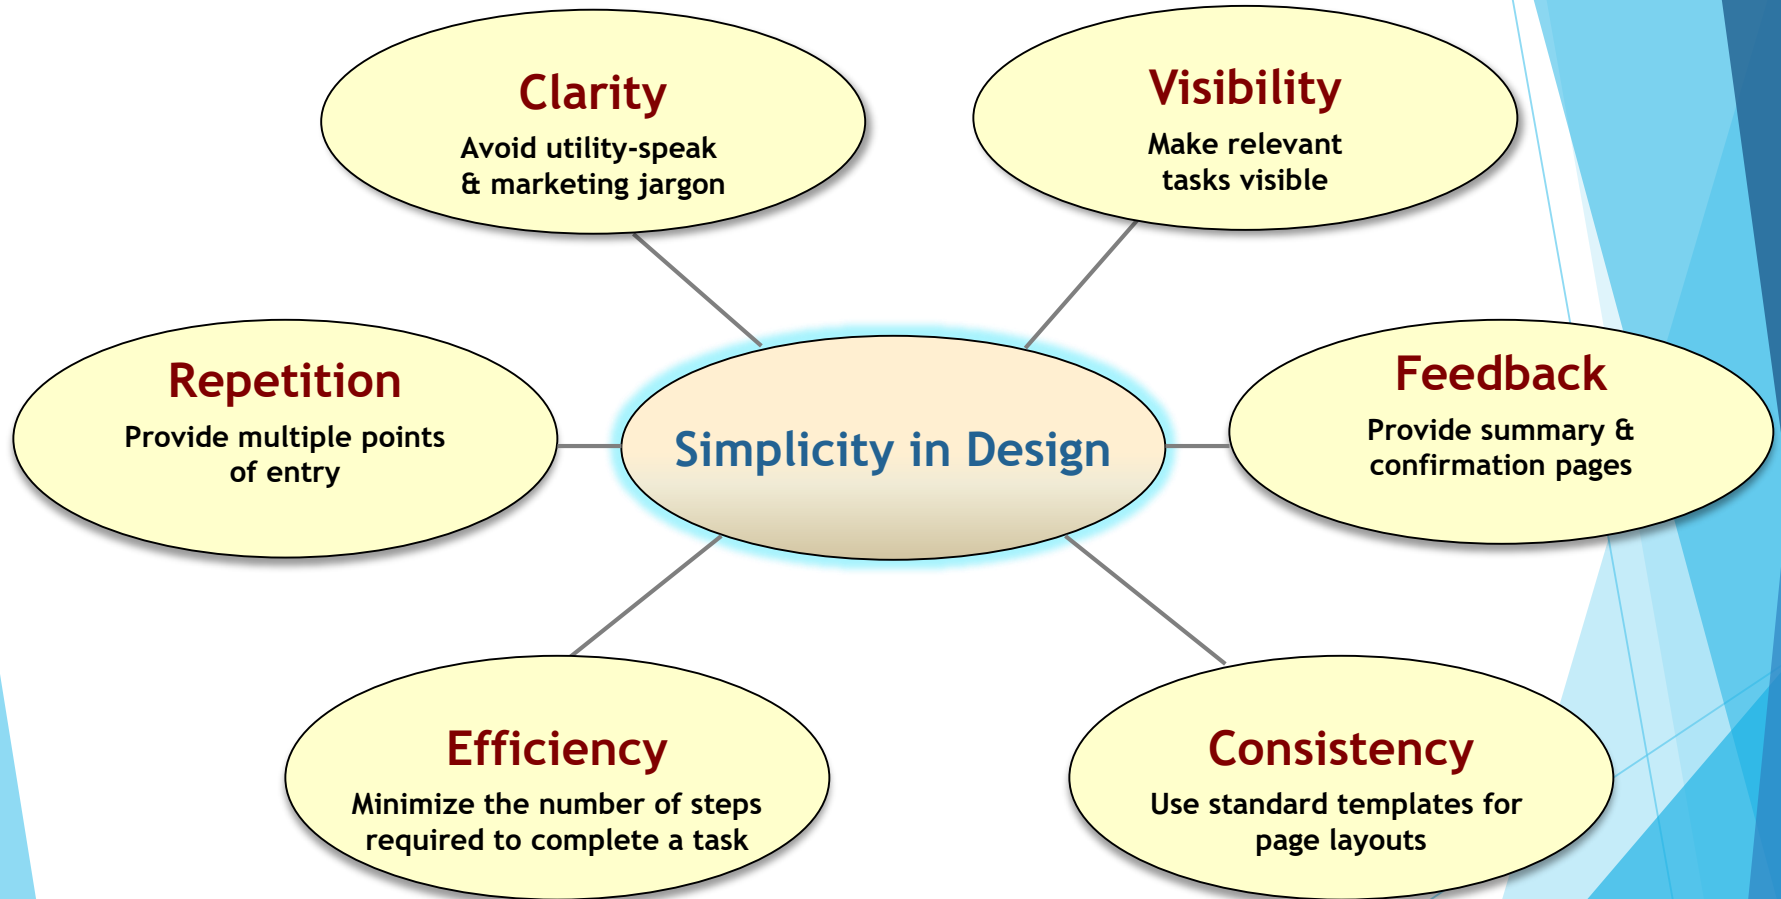 Clarity
Avoid utility-speak
& marketing jargon
Visibility
Make relevant
tasks visible
Repetition
Provide multiple points
of entry
Simplicity in Design
Feedback
Provide summary &
confirmation pages
Efficiency
Minimize the number of steps
required to complete a task
Consistency
Use standard templates for
page layouts